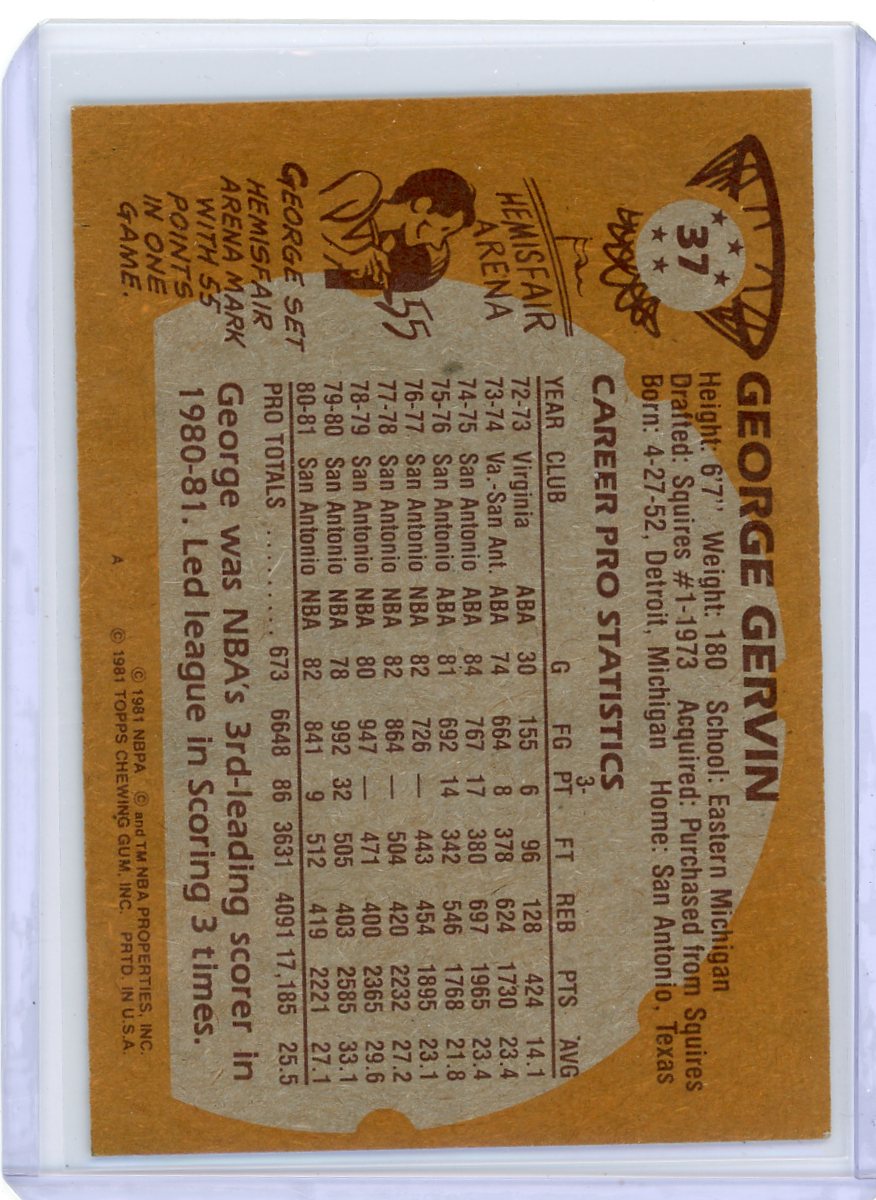 37
GEORGE GERVIN
Height: 6'7" Weight: 180 School: Eastern Michigan
Drafted: Squires #1-1973 Acquired: Purchased from Squires
Born: 4-27-52, Detroit, Michigan Home: San Antonio, Texas
CAREER PRO STATISTICS
YEAR CLUB G FG 3-PT. FT REB PTS AVG
72-73 Virginia ABA 30 155 6 96 128 424 14.1
73-74 Va.-San Ant. ABA 74 664 8 378 624 1730 23.4
74-75 San Antonio ABA 84 767 17 380 697 1965 23.4
75-76 San Antonio ABA 81 692 14 342 546 1768 21.8
76-77 San Antonio NBA 82 726 — 443 454 1895 23.1
77-78 San Antonio NBA 82 864 — 504 420 2232 27.2
78-79 San Antonio NBA 80 947 — 471 400 2365 29.6
79-80 San Antonio NBA 78 992 32 505 403 2585 33.1
80-81 San Antonio NBA 82 841 9 512 419 2221 27.1
PRO TOTALS .......... 673 6648 86 3631 4091 17,185 25.5
George was NBA's 3rd-leading scorer in
1980-81. Led league in Scoring 3 times.
HEMISFAIR
ARENA
55
GEORGE SET
HEMISFAIR
ARENA MARK
WITH 55
POINTS
IN ONE
GAME.
A
© 1981 NBPA © and TM NBA PROPERTIES, INC.
© 1981 TOPPS CHEWING GUM, INC. PRTD. IN U.S.A.